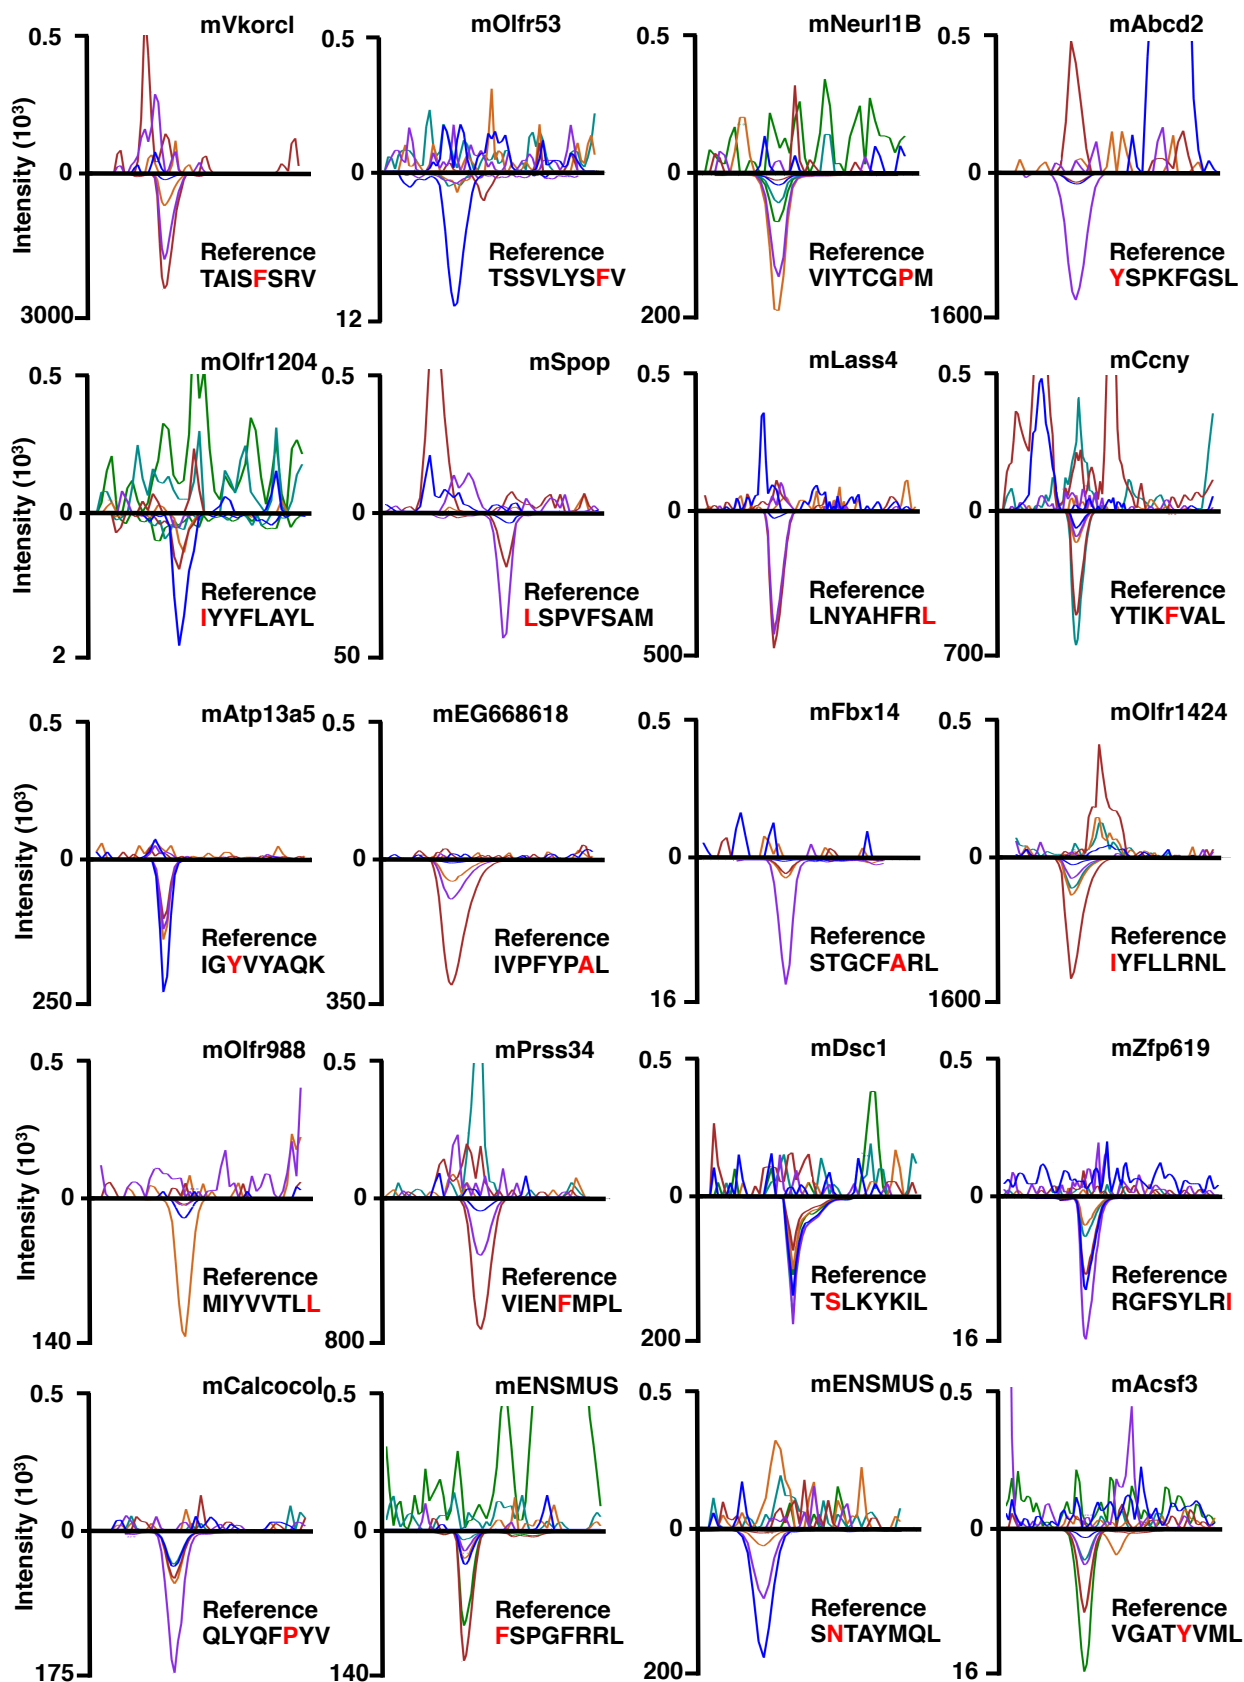 mVkorcl
mOlfr53
mNeurl1B
mAbcd2
Intensity (10³)
0.5
0
3000
Reference
TAISFSRV
0.5
0
12
Reference
TSSVLYSFV
0.5
0
200
Reference
VIYTCGPM
0.5
0
1600
Reference
YSPKFGSL
mOlfr1204
mSpop
mLass4
mCcny
Intensity (10³)
0.5
0
2
Reference
IYYFLAYL
0.5
0
50
Reference
LSPVFSAM
0.5
0
500
Reference
LNYAHFRL
0.5
0
700
Reference
YTIKFVAL
mAtp13a5
mEG668618
mFbx14
mOlfr1424
Intensity (10³)
0.5
0
250
Reference
IGYVYAQK
0.5
0
350
Reference
IVPFYPAL
0.5
0
16
Reference
STGCFARL
0.5
0
1600
Reference
IYFLLRNL
mOlfr988
mPrss34
mDsc1
mZfp619
Intensity (10³)
0.5
0
140
Reference
MIYVVTLL
0.5
0
800
Reference
VIENFMPL
0.5
0
200
Reference
TSLKYKIL
0.5
0
16
Reference
RGFSYLRI
mCalcocol
mENSMUS
mENSMUS
mAcsf3
Intensity (10³)
0.5
0
175
Reference
QLYQFPYV
0.5
0
140
Reference
FSPGFRRL
0.5
0
200
Reference
SNTAYMQL
0.5
0
16
Reference
VGATYVML